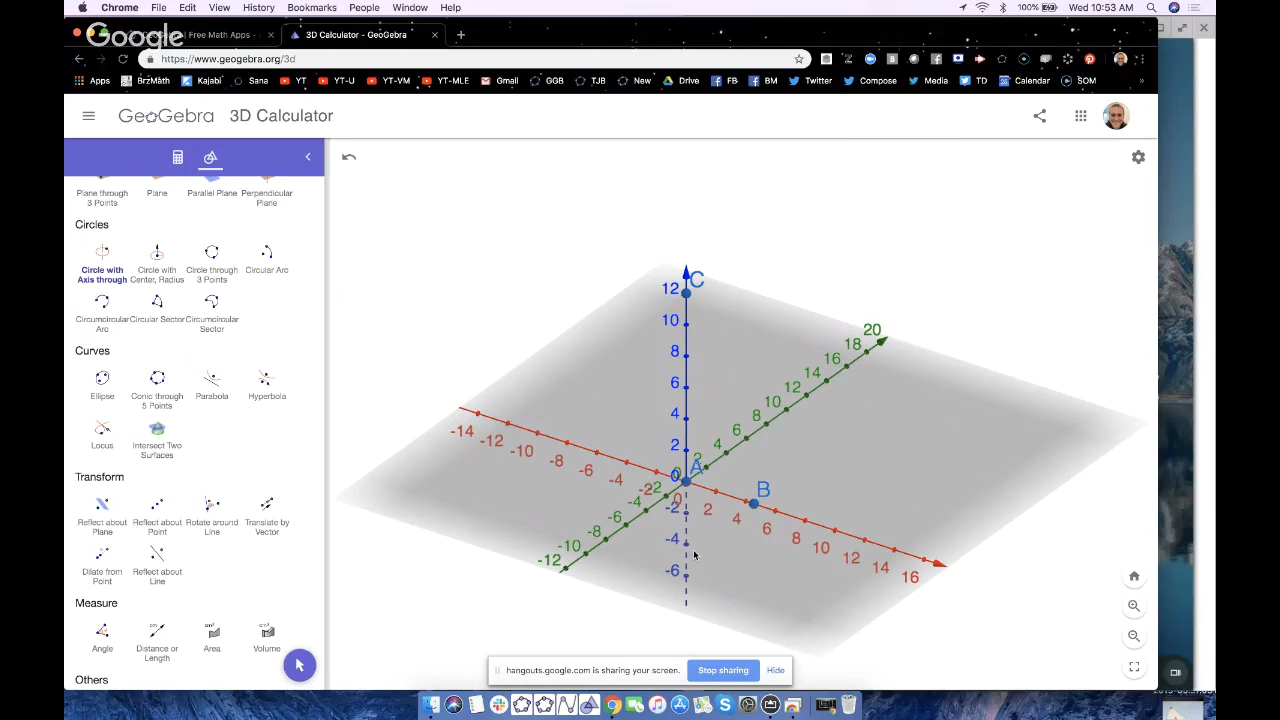 Chrome File Edit View History Bookmarks People Window Help 100% Wed 10:53 AM
Google
| Free Math Apps - × 3D Calculator - GeoGebra × +
https://www.geogebra.org/3d
Apps BirMath Kajabi Sana YT YT-U YT-VM YT-MLE Gmail GGB TJB New Drive FB BM Twitter Compose Media TD Calendar SOM
GeoGebra 3D Calculator
Plane through 3 Points
Plane
Parallel Plane
Perpendicular Plane
Circles
Circle with Axis through
Circle with Center, Radius
Circle through 3 Points
Circular Arc
Circumcircular Arc
Circular Sector
Circumcircular Sector
Curves
Ellipse
Conic through 5 Points
Parabola
Hyperbola
Locus
Intersect Two Surfaces
Transform
Reflect about Plane
Reflect about Point
Rotate around Line
Translate by Vector
Dilate from Point
Reflect about Line
Measure
Angle
Distance or Length
Area
Volume
Others
C
12
10
8
6
4
2
0
-2
-4
-6
20
18
16
14
12
10
8
6
4
2
0
-2
-4
-6
-8
-10
-12
-14
-12
-10
-8
-6
-4
-2
0
2
4
6
8
10
12
14
16
A
B
hangouts.google.com is sharing your screen. Stop sharing Hide